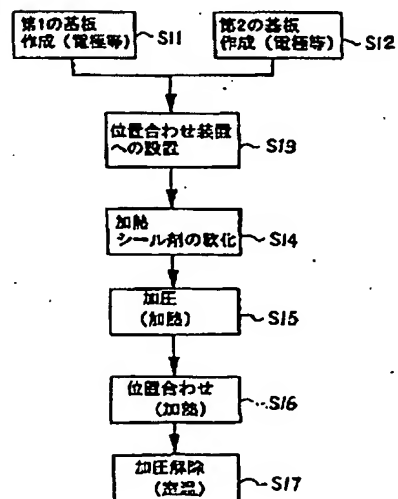 第1の基板
作成(電極等)
S11
第2の基板
作成(電極等)
S12
位置合わせ装置
への設置
S13
加熱
シール剤の軟化
S14
加圧
(加熱)
S15
位置合わせ
(加熱)
S16
加圧解除
(室温)
S17